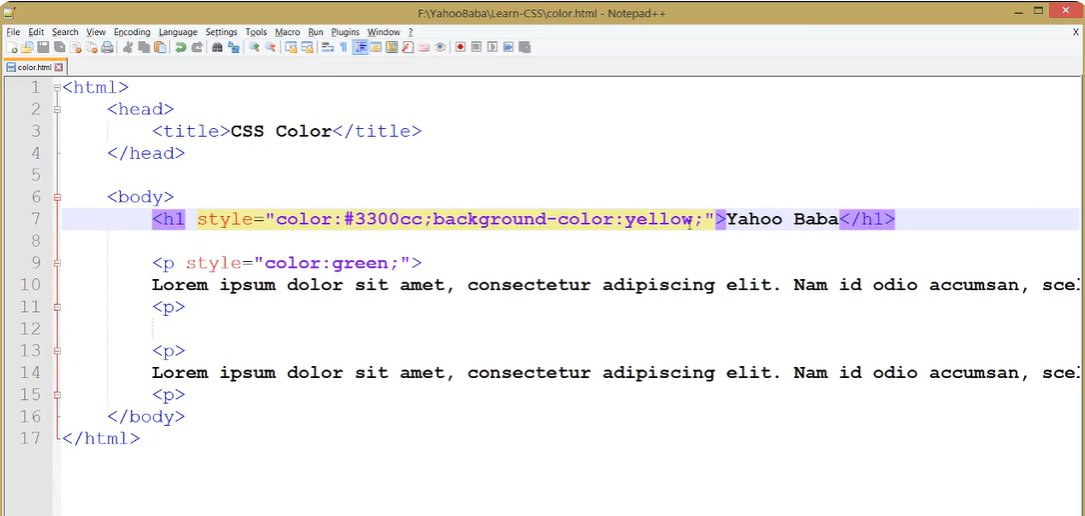 F:\YahooBaba\Learn-CSS\color.html - Notepad++
File Edit Search View Encoding Language Settings Tools Macro Run Plugins Window ? X
color.html
1 <html>
2 <head>
3 <title>CSS Color</title>
4 </head>
5
6 <body>
7 <h1 style="color:#3300cc;background-color:yellow;">Yahoo Baba</h1>
8
9 <p style="color:green;">
10 Lorem ipsum dolor sit amet, consectetur adipiscing elit. Nam id odio accumsan, scel
11 <p>
12
13 <p>
14 Lorem ipsum dolor sit amet, consectetur adipiscing elit. Nam id odio accumsan, scel
15 <p>
16 </body>
17 </html>